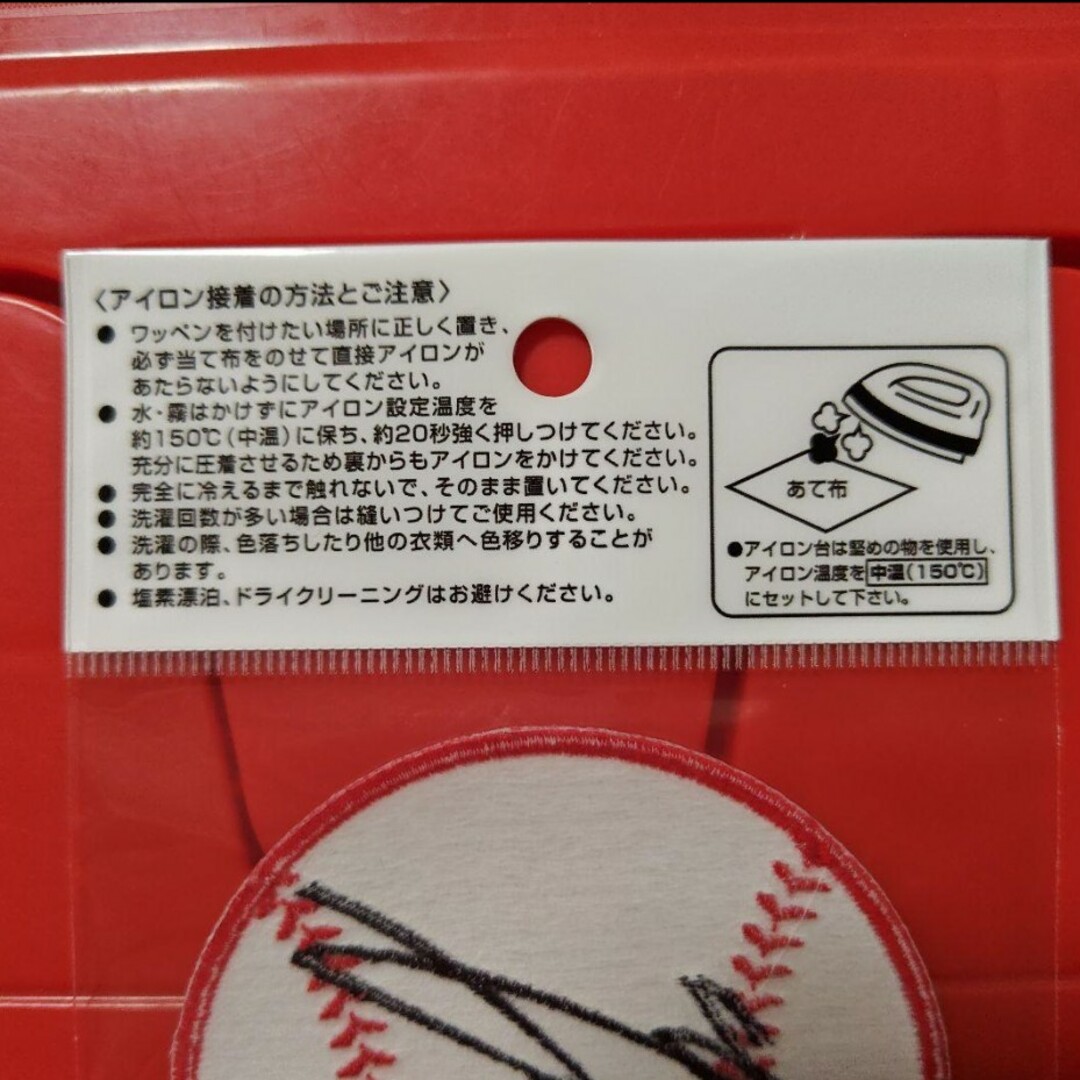 〈アイロン接着の方法とご注意〉
● ワッペンを付けたい場所に正しく置き、
必ず当て布をのせて直接アイロンが
あたらないようにしてください。
● 水・霧はかけずにアイロン設定温度を
約150℃(中温)に保ち、約20秒強く押しつけてください。
充分に圧着させるため裏からもアイロンをかけてください。
● 完全に冷えるまで触れないで、そのまま置いてください。
● 洗濯回数が多い場合は縫いつけてご使用ください。
● 洗濯の際、色落ちしたり他の衣類へ色移りすることが
あります。
● 塩素漂泊、ドライクリーニングはお避けください。
あて布
●アイロン台は堅めの物を使用し、
アイロン温度を中温(150℃)
にセットして下さい。